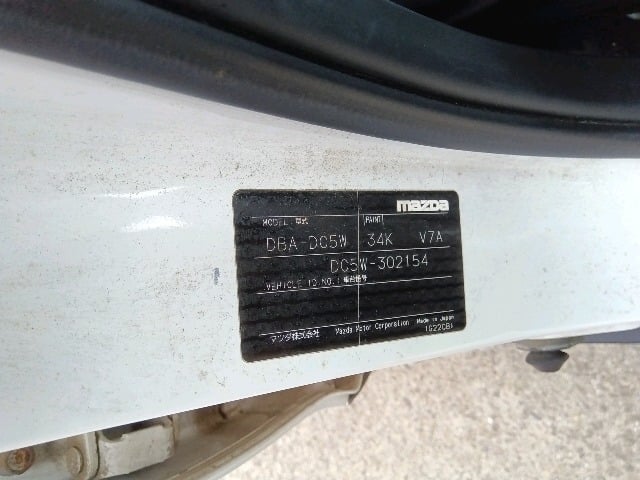 mazda
MODEL:型式 PAINT
DBA-DC5W 34K V7A
DC5W-302154
VEHICLE ID.NO.:車台番号
マツダ株式会社 Mazda Motor Corporation Made in Japan